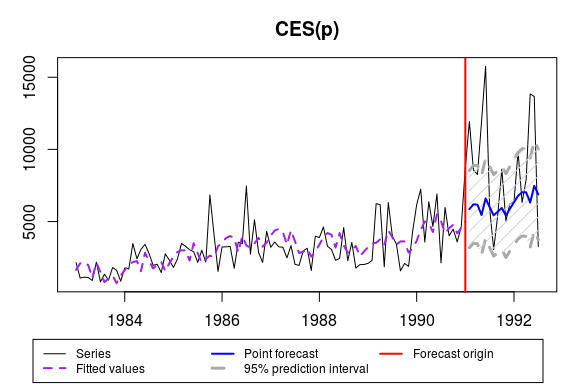 CES(p)
15000
10000
5000
1984 1986 1988 1990 1992
Series Point forecast Forecast origin
Fitted values 95% prediction interval